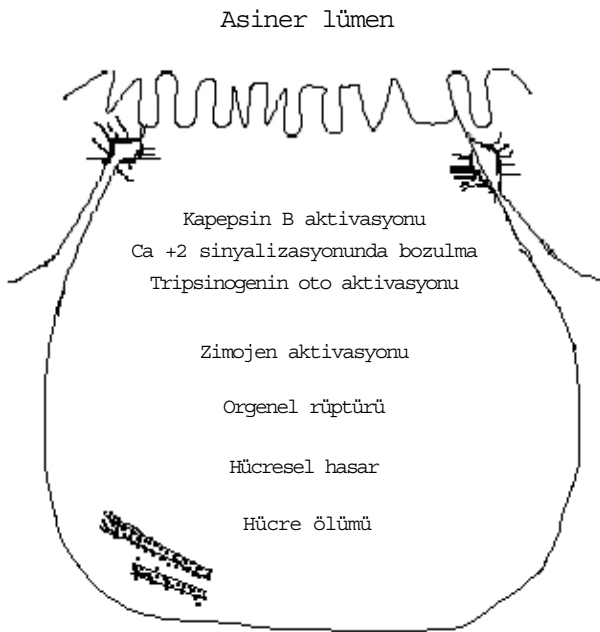 Asiner lümen
Kapepsin B aktivasyonu
Ca +2 sinyalizasyonunda bozulma
Tripsinogenin oto aktivasyonu
Zimojen aktivasyonu
Orgenel rüptürü
Hücresel hasar
Hücre ölümü